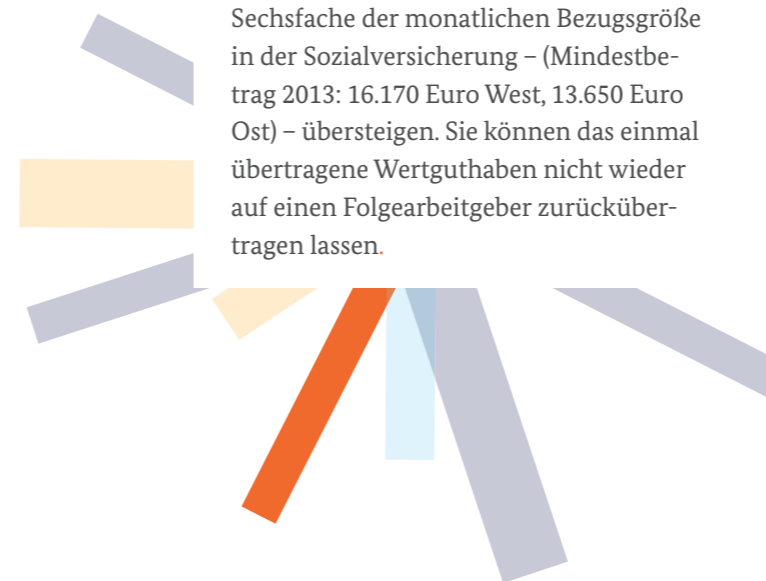 Sechsfache der monatlichen Bezugsgröße
in der Sozialversicherung – (Mindestbe-
trag 2013: 16.170 Euro West, 13.650 Euro
Ost) – übersteigen. Sie können das einmal
übertragene Wertguthaben nicht wieder
auf einen Folgearbeitgeber zurücküber-
tragen lassen.